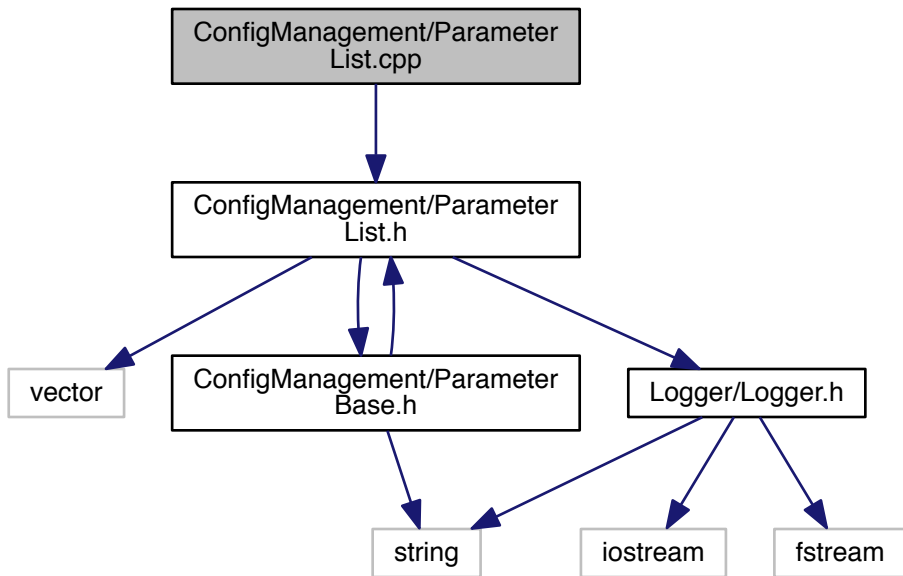 ConfigManagement/Parameter
List.cpp
ConfigManagement/Parameter
List.h
vector
ConfigManagement/Parameter
Base.h
Logger/Logger.h
string
iostream
fstream